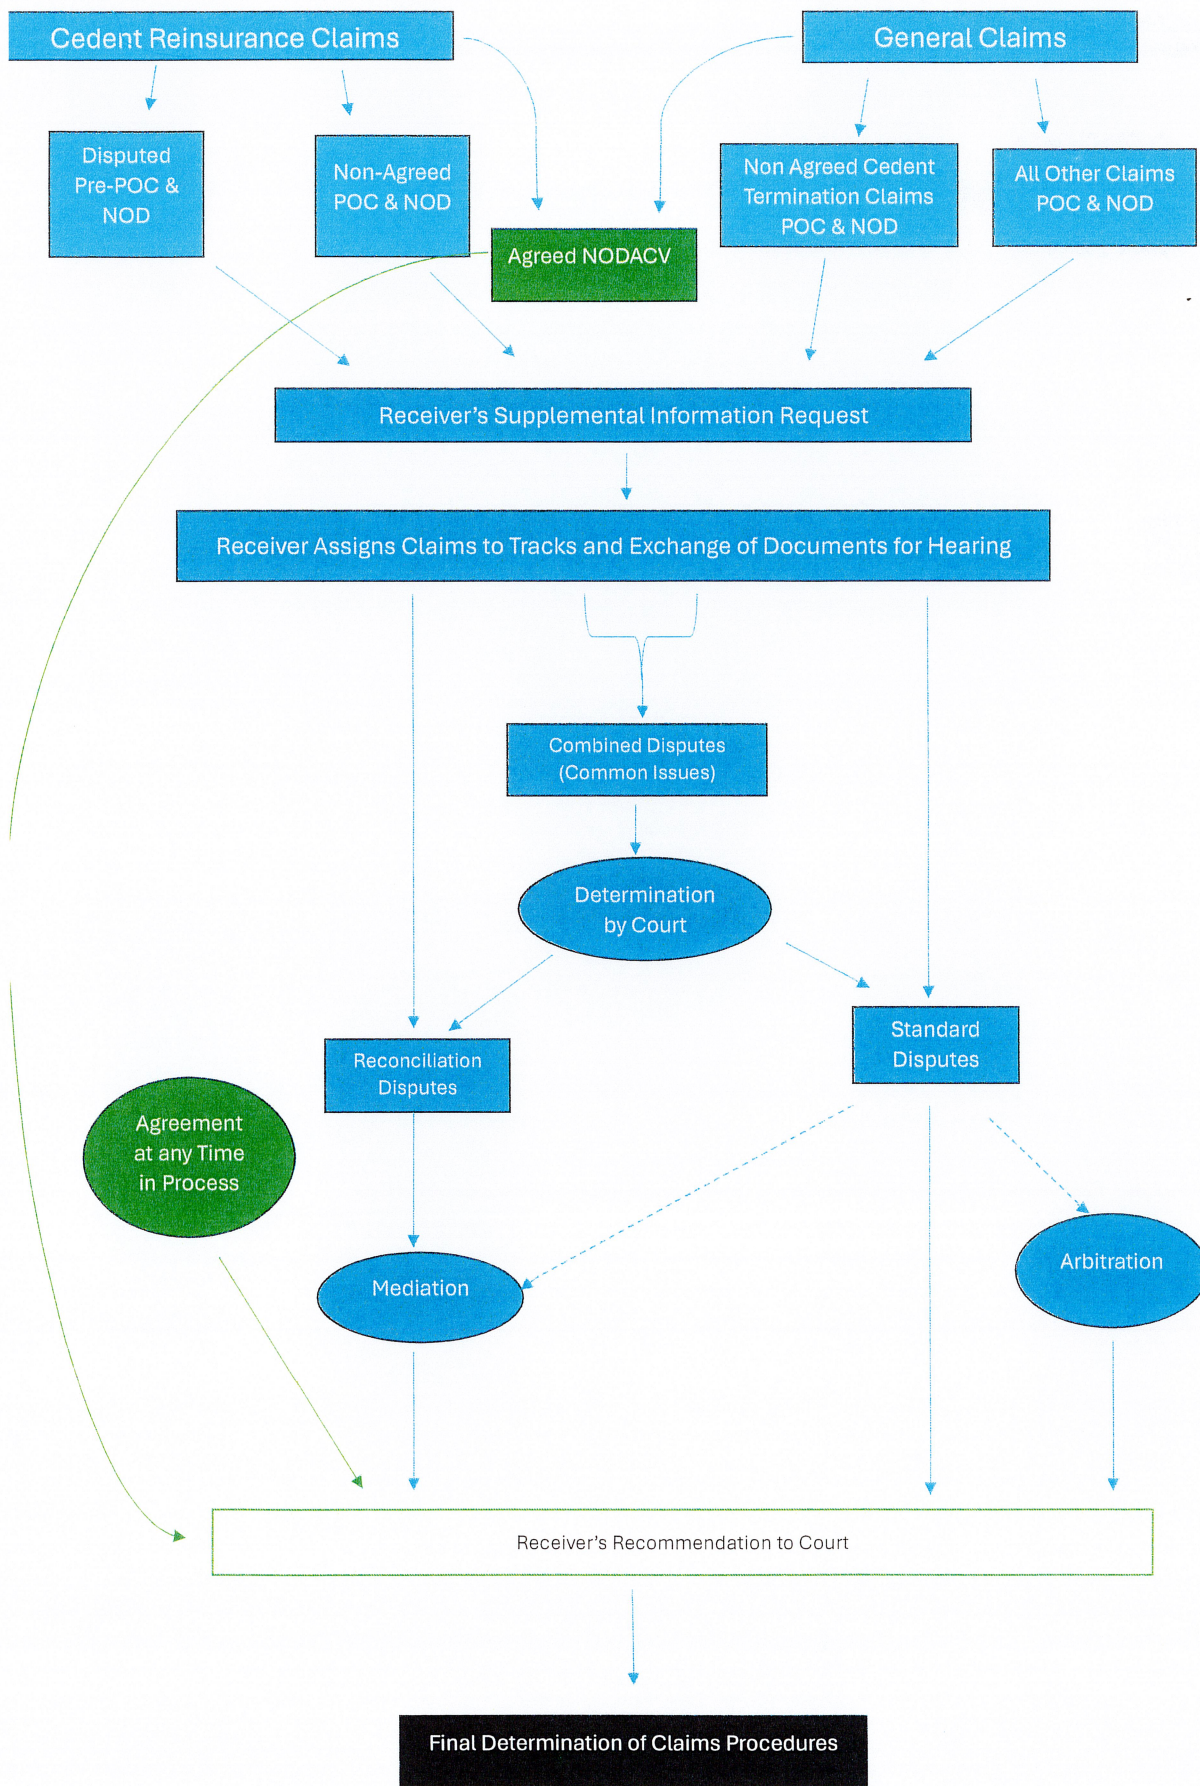 Cedent Reinsurance Claims
General Claims
Disputed
Pre-POC &
NOD
Non-Agreed
POC & NOD
Non Agreed Cedent
Termination Claims
POC & NOD
All Other Claims
POC & NOD
Agreed NODACV
Receiver's Supplemental Information Request
Receiver Assigns Claims to Tracks and Exchange of Documents for Hearing
Combined Disputes
(Common Issues)
Determination
by Court
Standard
Disputes
Reconciliation
Disputes
Agreement
at any Time
in Process
Mediation
Arbitration
Receiver's Recommendation to Court
Final Determination of Claims Procedures